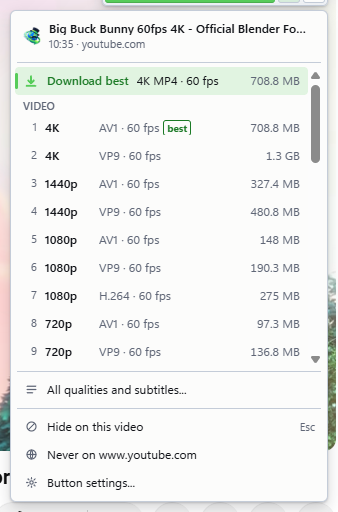 Big Buck Bunny 60fps 4K - Official Blender Fo...
10:35 · youtube.com
Download best 4K MP4 · 60 fps 708.8 MB
VIDEO
1 4K AV1 · 60 fps best 708.8 MB
2 4K VP9 · 60 fps 1.3 GB
3 1440p AV1 · 60 fps 327.4 MB
4 1440p VP9 · 60 fps 480.8 MB
5 1080p AV1 · 60 fps 148 MB
6 1080p VP9 · 60 fps 190.3 MB
7 1080p H.264 · 60 fps 275 MB
8 720p AV1 · 60 fps 97.3 MB
9 720p VP9 · 60 fps 136.8 MB
All qualities and subtitles...
Hide on this video Esc
Never on www.youtube.com
Button settings...